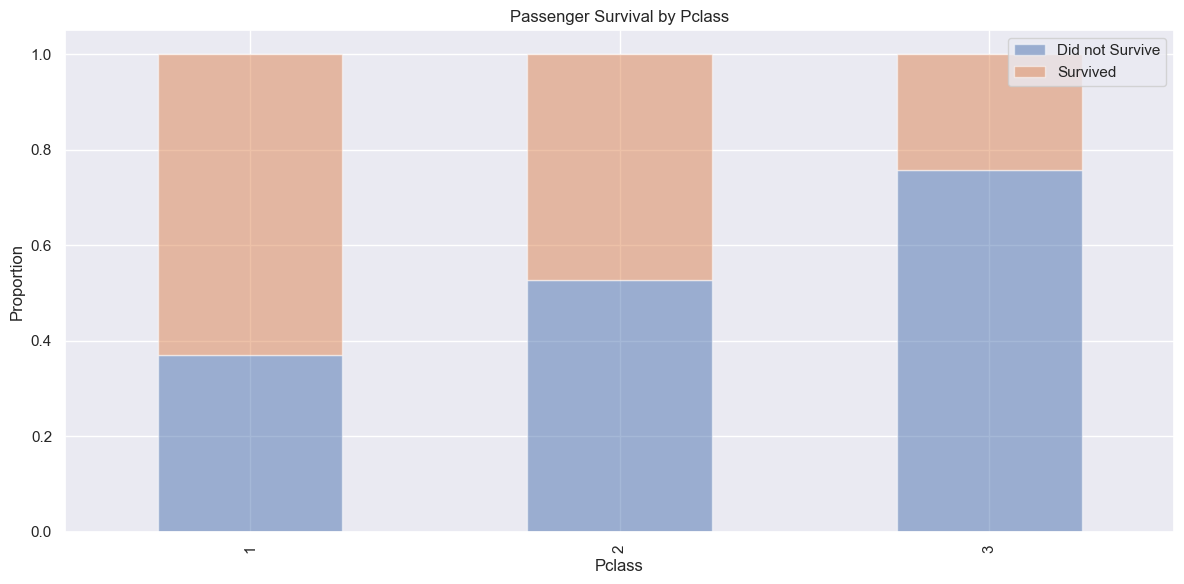 Passenger Survival by Pclass
Did not Survive
Survived
Proportion
1.0
0.8
0.6
0.4
0.2
0.0
1
2
3
Pclass